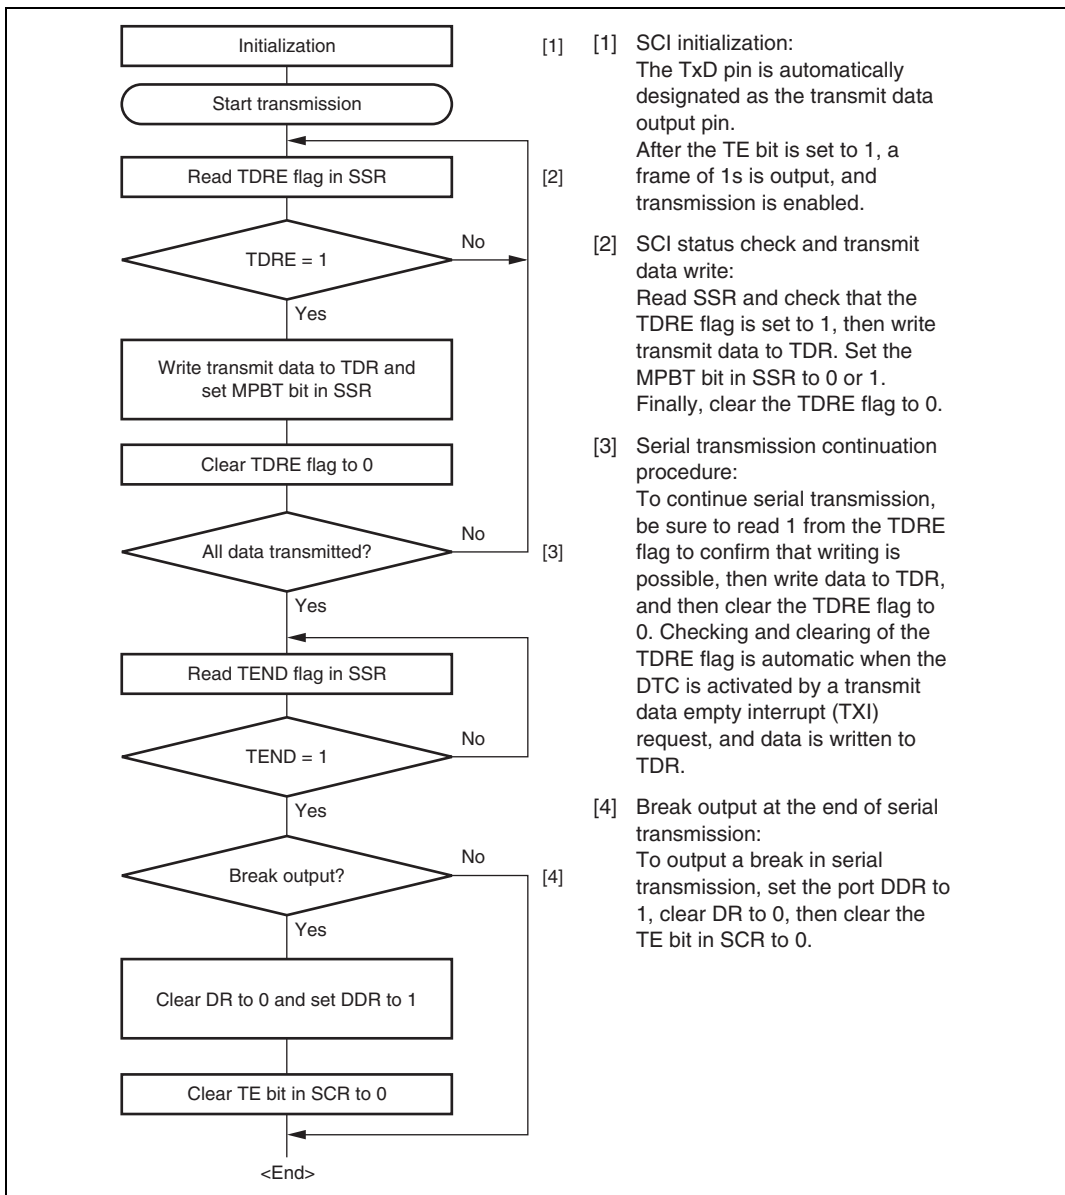 Initialization
[1]
Start transmission
Read TDRE flag in SSR
[2]
TDRE = 1
No
Yes
Write transmit data to TDR and
set MPBT bit in SSR
Clear TDRE flag to 0
All data transmitted?
No
[3]
Yes
Read TEND flag in SSR
TEND = 1
No
Yes
Break output?
No
[4]
Yes
Clear DR to 0 and set DDR to 1
Clear TE bit in SCR to 0
<End>
[1] SCI initialization:
The TxD pin is automatically
designated as the transmit data
output pin.
After the TE bit is set to 1, a
frame of 1s is output, and
transmission is enabled.
[2] SCI status check and transmit
data write:
Read SSR and check that the
TDRE flag is set to 1, then write
transmit data to TDR. Set the
MPBT bit in SSR to 0 or 1.
Finally, clear the TDRE flag to 0.
[3] Serial transmission continuation
procedure:
To continue serial transmission,
be sure to read 1 from the TDRE
flag to confirm that writing is
possible, then write data to TDR,
and then clear the TDRE flag to
0. Checking and clearing of the
TDRE flag is automatic when the
DTC is activated by a transmit
data empty interrupt (TXI)
request, and data is written to
TDR.
[4] Break output at the end of serial
transmission:
To output a break in serial
transmission, set the port DDR to
1, clear DR to 0, then clear the
TE bit in SCR to 0.